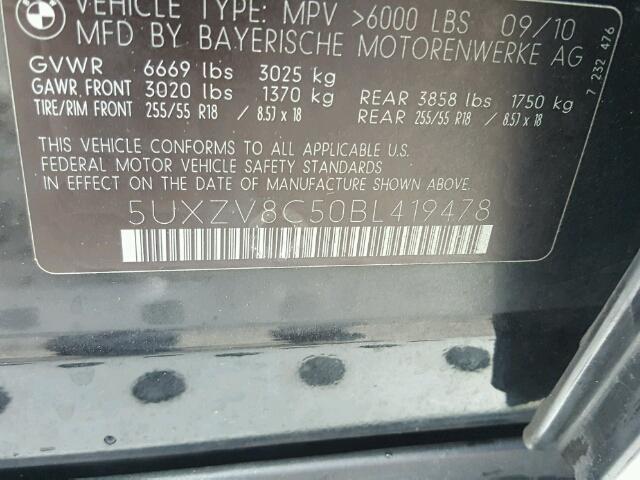 VEHICLE TYPE: MPV >6000 LBS 09/10
MFD BY BAYERISCHE MOTORENWERKE AG
GVWR 6669 lbs 3025 kg
GAWR, FRONT 3020 lbs 1370 kg REAR 3858 lbs 1750 kg
TIRE/RIM FRONT 255/55 R18 / 8.5J x 18 REAR 255/55 R18 / 8.5J x 18
THIS VEHICLE CONFORMS TO ALL APPLICABLE U.S.
FEDERAL MOTOR VEHICLE SAFETY STANDARDS
IN EFFECT ON THE DATE OF MANUFACTURE SHOWN ABOVE
5UXZV8C50BL419478
7 232 476